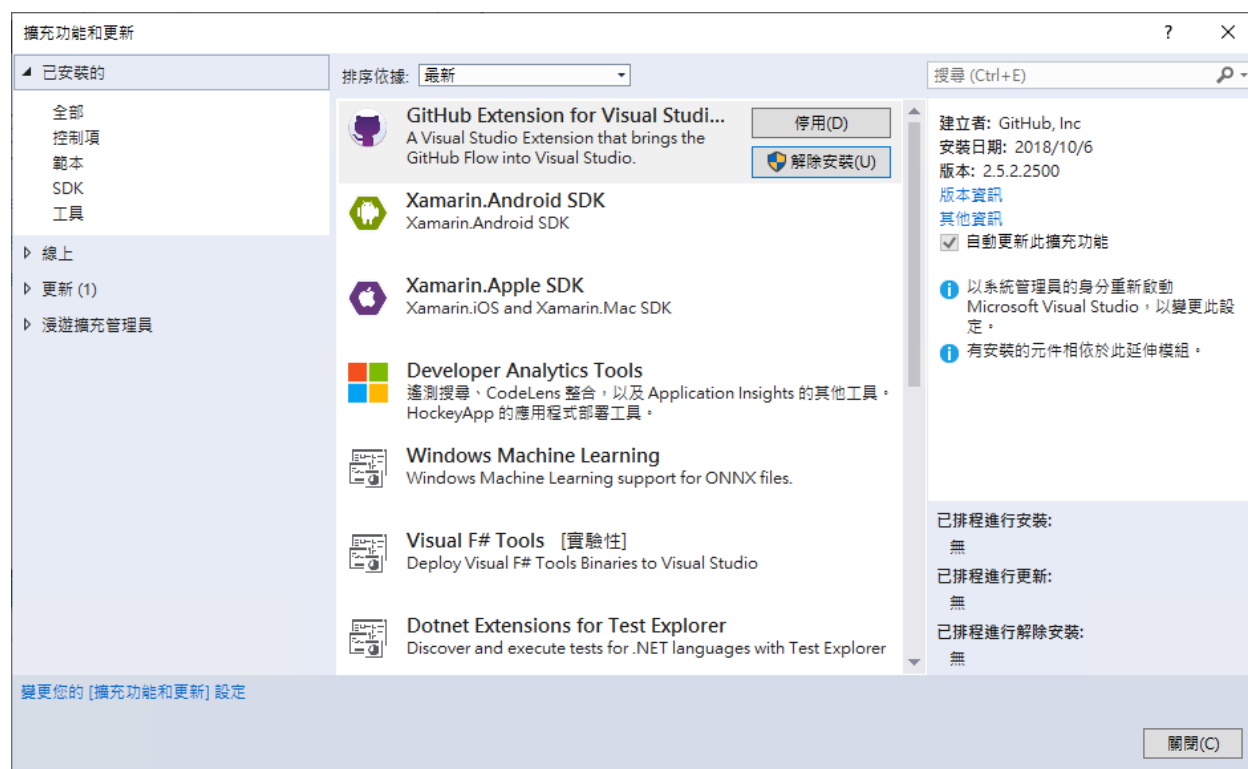 擴充功能和更新
?
已安裝的
全部
控制項
範本
SDK
工具
線上
更新 (1)
漫遊擴充管理員
排序依據: 最新
GitHub Extension for Visual Studi...
A Visual Studio Extension that brings the
GitHub Flow into Visual Studio.
停用(D)
解除安裝(U)
Xamarin.Android SDK
Xamarin.Android SDK
Xamarin.Apple SDK
Xamarin.iOS and Xamarin.Mac SDK
Developer Analytics Tools
遙測搜尋、CodeLens 整合，以及 Application Insights 的其他工具。
HockeyApp 的應用程式部署工具。
Windows Machine Learning
Windows Machine Learning support for ONNX files.
Visual F# Tools [實驗性]
Deploy Visual F# Tools Binaries to Visual Studio
Dotnet Extensions for Test Explorer
Discover and execute tests for .NET languages with Test Explorer
搜尋 (Ctrl+E)
建立者: GitHub, Inc
安裝日期: 2018/10/6
版本: 2.5.2.2500
版本資訊
其他資訊
自動更新此擴充功能
以系統管理員的身分重新啟動
Microsoft Visual Studio，以變更此設
定。
有安裝的元件相依於此延伸模組。
已排程進行安裝:
無
已排程進行更新:
無
已排程進行解除安裝:
無
變更您的 [擴充功能和更新] 設定
關閉(C)